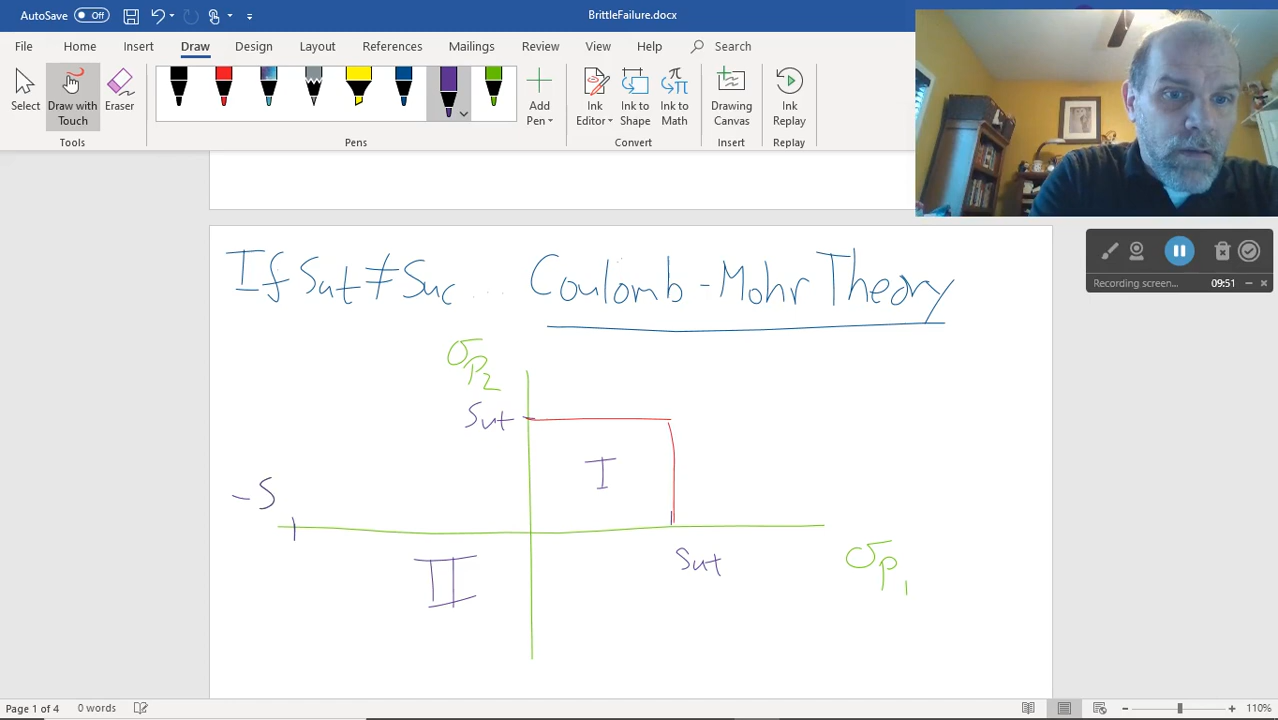 AutoSave Off BrittleFailure.docx
File Home Insert Draw Design Layout References Mailings Review View Help Search
Select Draw with Touch Eraser Add Pen Ink Editor Ink to Shape Ink to Math Drawing Canvas Ink Replay
Tools Pens Convert Insert Replay
Recording screen... 09:51
If Sut ≠ Suc ... Coulomb-Mohr Theory
σp2
Sut
I
-S
Sut
σp1
II
Page 1 of 4 0 words 110%